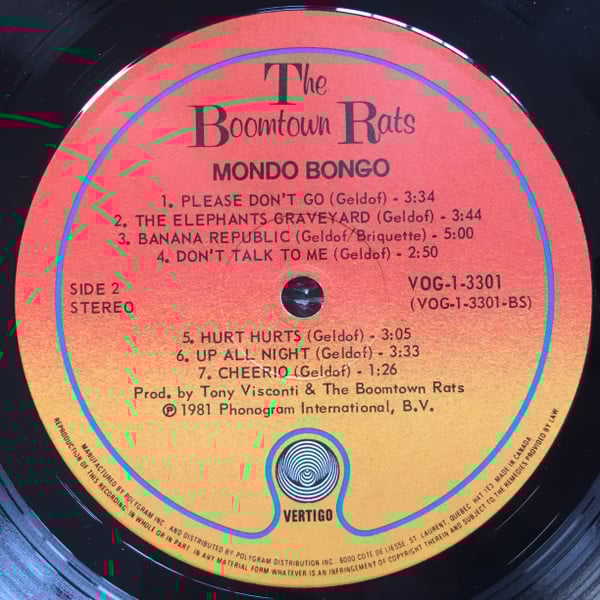 The
Boomtown Rats
MONDO BONGO
1. PLEASE DON'T GO (Geldof) - 3:34
2. THE ELEPHANTS GRAVEYARD (Geldof) - 3:44
3. BANANA REPUBLIC (Geldof/Briquette) - 5:00
4. DON'T TALK TO ME (Geldof) - 2:50
SIDE 2
STEREO
VOG-1-3301
(VOG-1-3301-BS)
5. HURT HURTS (Geldof) - 3:05
6. UP ALL NIGHT (Geldof) - 3:33
7. CHEERIO (Geldof) - 1:26
Prod. by Tony Visconti & The Boomtown Rats
℗ 1981 Phonogram International, B.V.
VERTIGO
MANUFACTURED BY POLYGRAM INC. AND DISTRIBUTED BY POLYGRAM DISTRIBUTION INC. 6000 COTE DE LIESSE, ST. LAURENT, QUEBEC H4T 1E3 MADE IN CANADA
REPRODUCTION OF THIS RECORDING, IN WHOLE OR IN PART, IN ANY MATERIAL FORM WHATEVER IS AN INFRINGEMENT OF COPYRIGHT THEREIN AND SUBJECT TO THE REMEDIES PROVIDED BY LAW